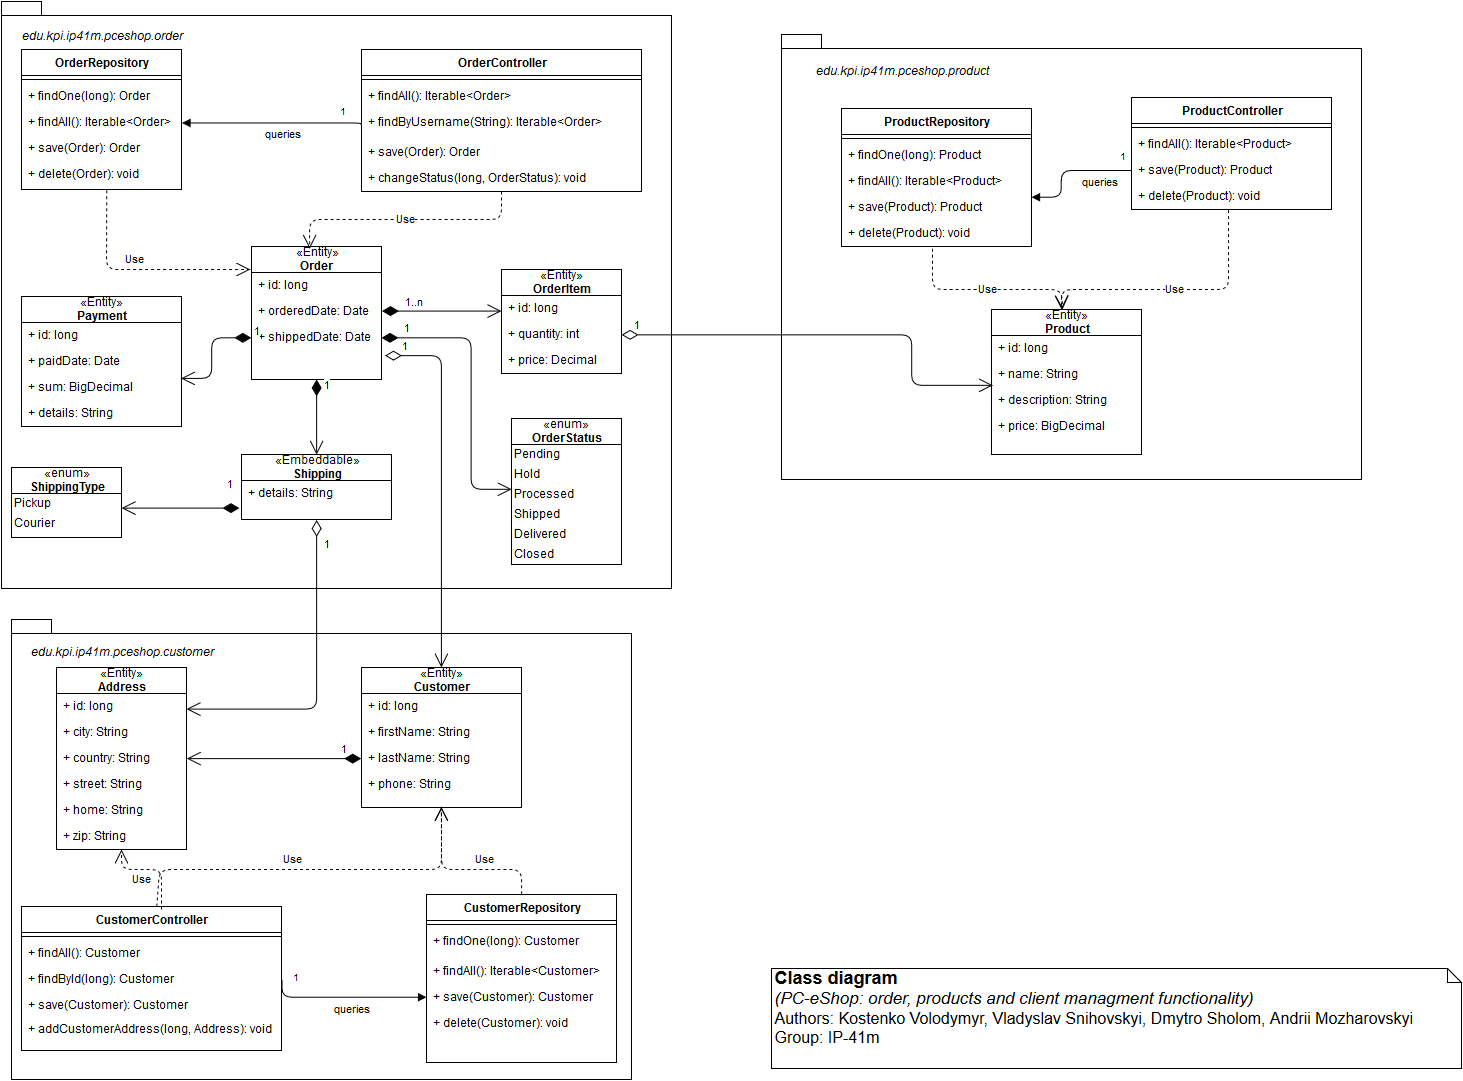 edu.kpi.ip41m.pceshop.order
OrderRepository
+ findOne(long): Order
+ findAll(): Iterable<Order>
+ save(Order): Order
+ delete(Order): void
1
queries
OrderController
+ findAll(): Iterable<Order>
+ findByUsername(String): Iterable<Order>
+ save(Order): Order
+ changeStatus(long, OrderStatus): void
Use
Use
«Entity»
Order
+ id: long
+ orderedDate: Date
+ shippedDate: Date
1..n
1
1
1
1
«Entity»
OrderItem
+ id: long
+ quantity: int
+ price: Decimal
1
«Entity»
Payment
+ id: long
+ paidDate: Date
+ sum: BigDecimal
+ details: String
«enum»
OrderStatus
Pending
Hold
Processed
Shipped
Delivered
Closed
«Embeddable»
Shipping
+ details: String
1
1
«enum»
ShippingType
Pickup
Courier
edu.kpi.ip41m.pceshop.product
ProductRepository
+ findOne(long): Product
+ findAll(): Iterable<Product>
+ save(Product): Product
+ delete(Product): void
1
queries
ProductController
+ findAll(): Iterable<Product>
+ save(Product): Product
+ delete(Product): void
Use
Use
«Entity»
Product
+ id: long
+ name: String
+ description: String
+ price: BigDecimal
edu.kpi.ip41m.pceshop.customer
«Entity»
Address
+ id: long
+ city: String
+ country: String
+ street: String
+ home: String
+ zip: String
1
«Entity»
Customer
+ id: long
+ firstName: String
+ lastName: String
+ phone: String
Use
Use
Use
CustomerController
+ findAll(): Customer
+ findById(long): Customer
+ save(Customer): Customer
+ addCustomerAddress(long, Address): void
1
queries
CustomerRepository
+ findOne(long): Customer
+ findAll(): Iterable<Customer>
+ save(Customer): Customer
+ delete(Customer): void
Class diagram
(PC-eShop: order, products and client managment functionality)
Authors: Kostenko Volodymyr, Vladyslav Snihovskyi, Dmytro Sholom, Andrii Mozharovskyi
Group: IP-41m